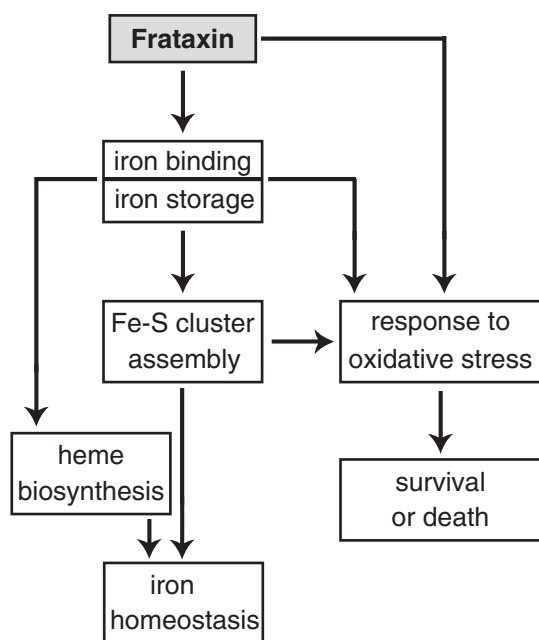 Frataxin
iron binding
iron storage
Fe-S cluster
assembly
response to
oxidative stress
heme
biosynthesis
survival
or death
iron
homeostasis